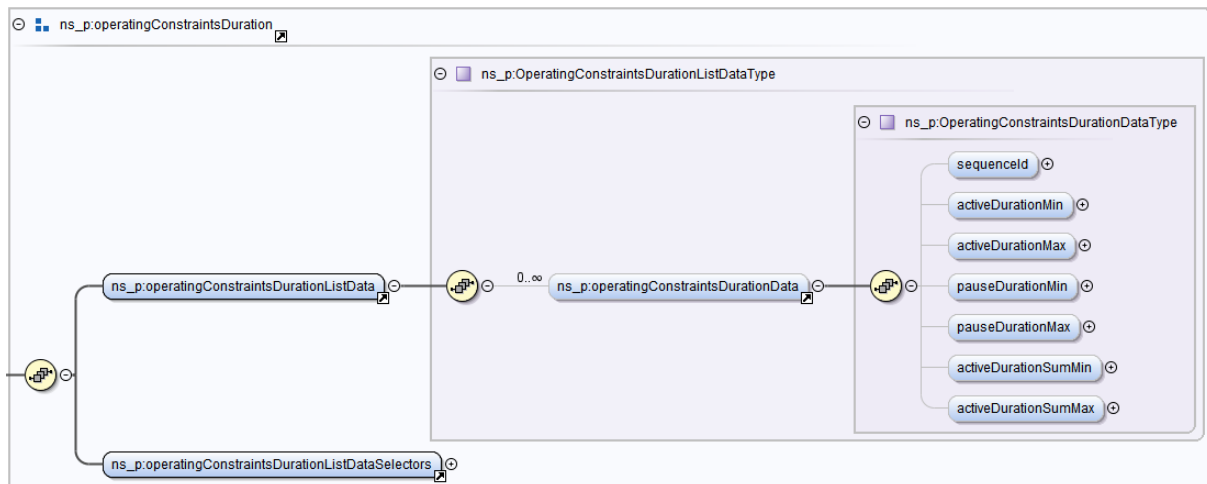 ns_p:operatingConstraintsDuration
ns_p:OperatingConstraintsDurationListDataType
ns_p:OperatingConstraintsDurationDataType
sequenceId
activeDurationMin
activeDurationMax
ns_p:operatingConstraintsDurationListData
0..∞
ns_p:operatingConstraintsDurationData
pauseDurationMin
pauseDurationMax
activeDurationSumMin
activeDurationSumMax
ns_p:operatingConstraintsDurationListDataSelectors